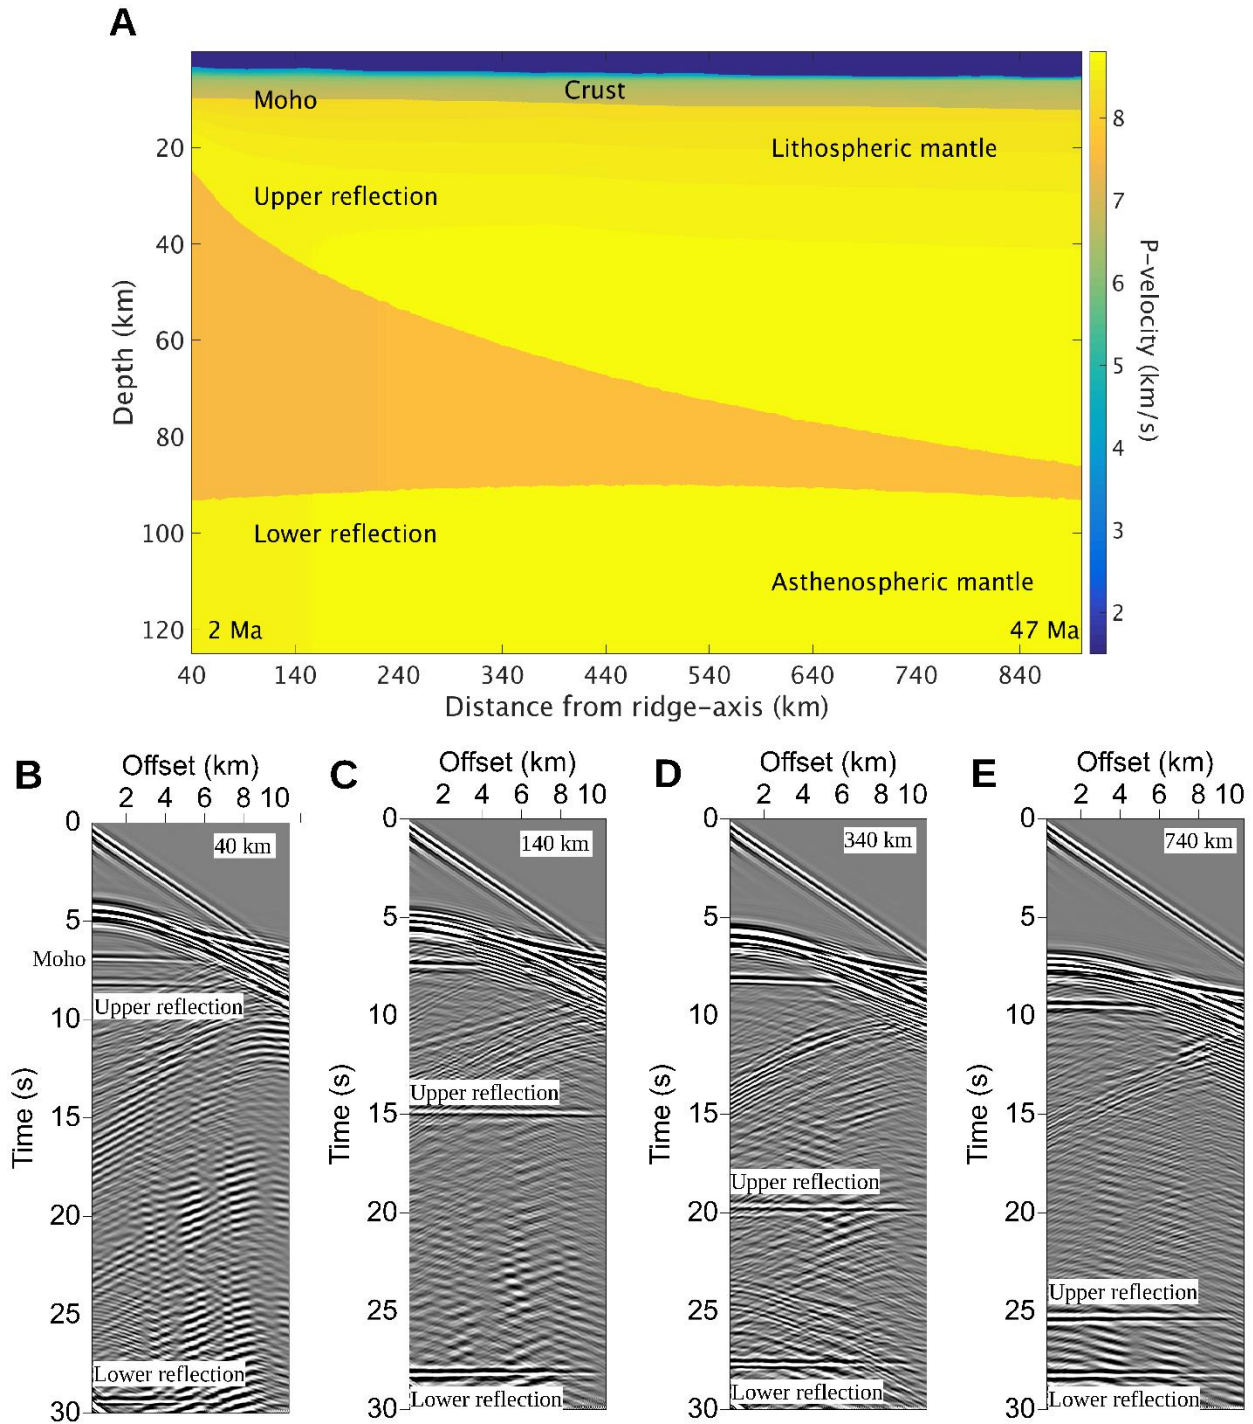 A
Moho
Crust
Lithospheric mantle
Upper reflection
Lower reflection
Asthenospheric mantle
2 Ma
47 Ma
20
40
60
80
100
120
Depth (km)
40 140 240 340 440 540 640 740 840
Distance from ridge-axis (km)
8
7
6
5
4
3
2
P-velocity (km/s)
B
Offset (km)
2 4 6 8 10
0
5
10
15
20
25
30
Time (s)
40 km
Moho
Upper reflection
Lower reflection
C
Offset (km)
2 4 6 8 10
0
5
10
15
20
25
30
Time (s)
140 km
Upper reflection
Lower reflection
D
Offset (km)
2 4 6 8 10
0
5
10
15
20
25
30
Time (s)
340 km
Upper reflection
Lower reflection
E
Offset (km)
2 4 6 8 10
0
5
10
15
20
25
30
Time (s)
740 km
Upper reflection
Lower reflection